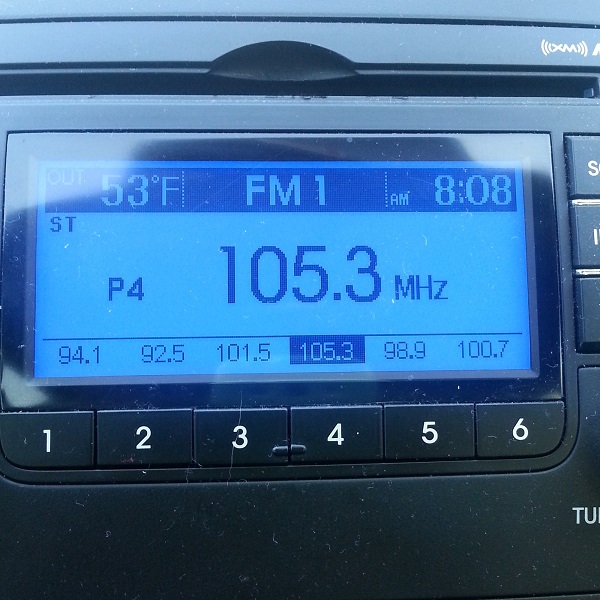 ((XM))
OUT 53°F FM 1 AM 8:08
ST
P4 105.3 MHz
94.1 92.5 101.5 105.3 98.9 100.7
1 2 3 4 5 6